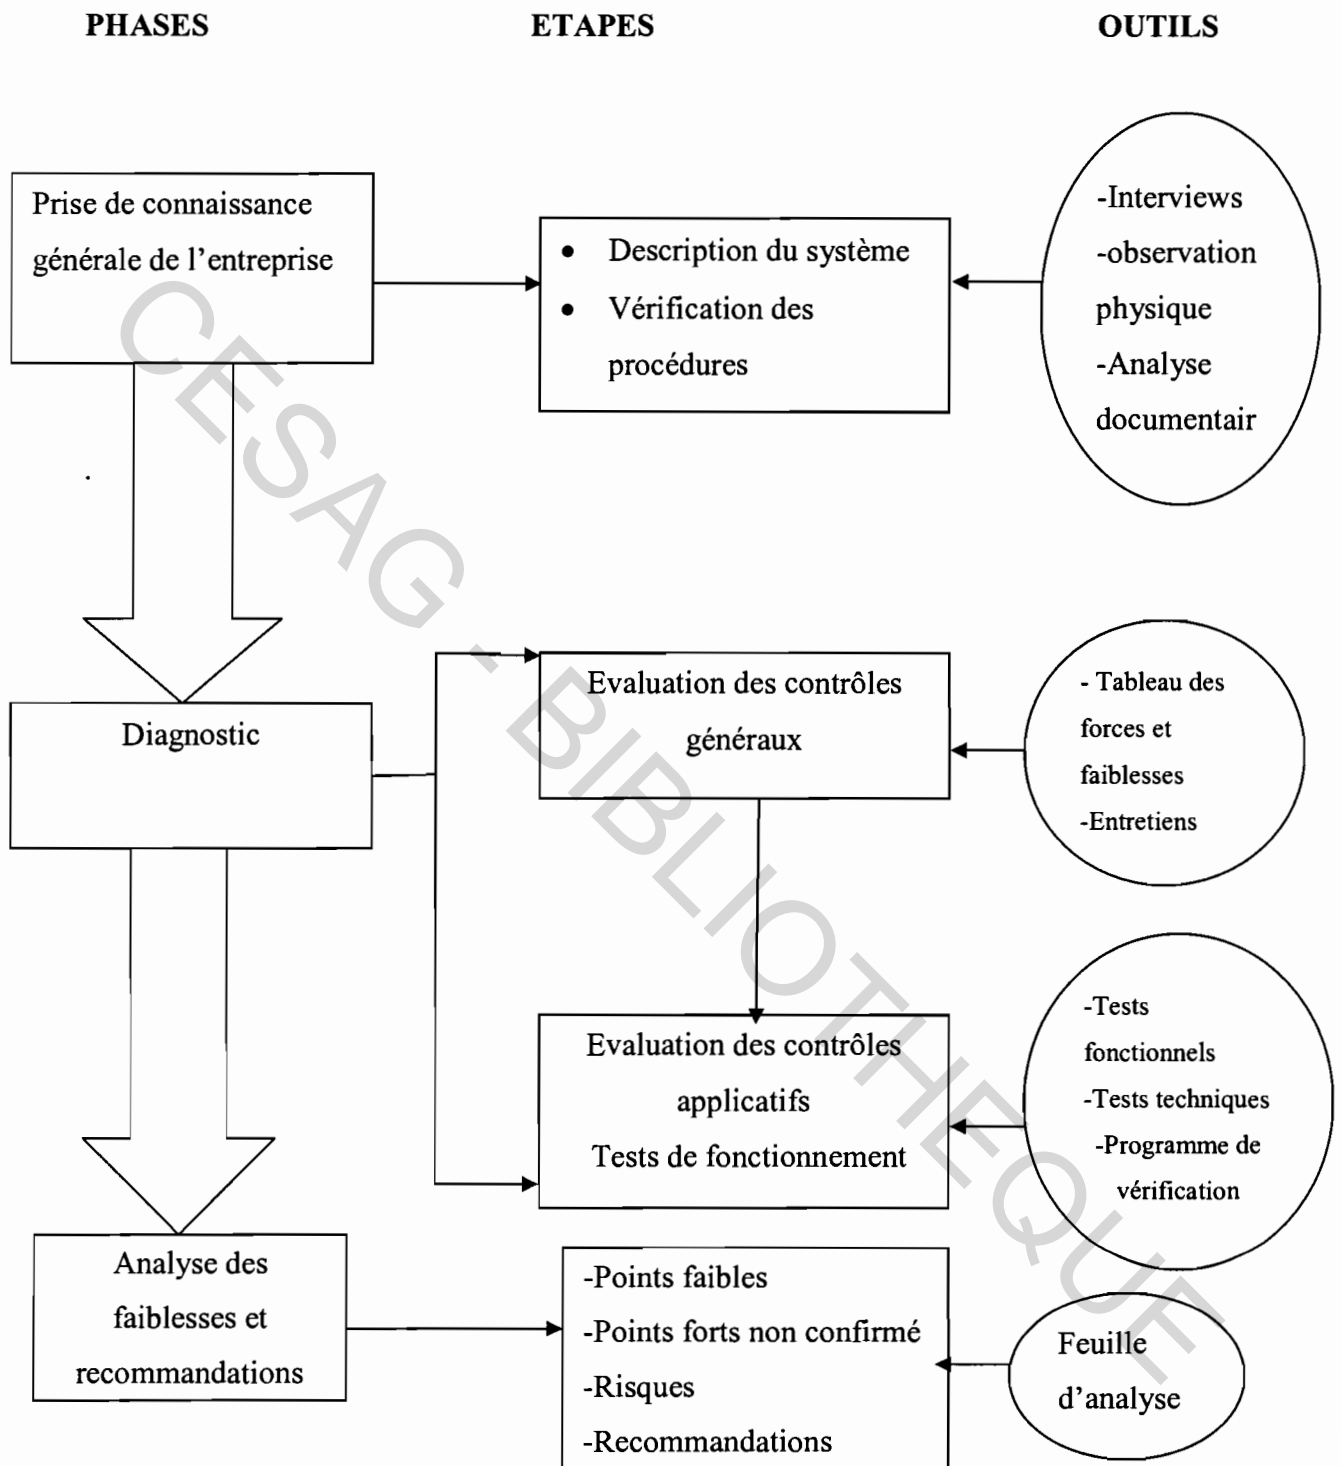 PHASES ETAPES OUTILS
Prise de connaissance
générale de l'entreprise
• Description du système
• Vérification des
procédures
-Interviews
-observation
physique
-Analyse
documentair
Diagnostic
Evaluation des contrôles
généraux
- Tableau des
forces et
faiblesses
-Entretiens
Evaluation des contrôles
applicatifs
Tests de fonctionnement
-Tests
fonctionnels
-Tests techniques
-Programme de
vérification
Analyse des
faiblesses et
recommandations
-Points faibles
-Points forts non confirmé
-Risques
-Recommandations
Feuille
d'analyse
CESAG - BIBLIOTHEQUE